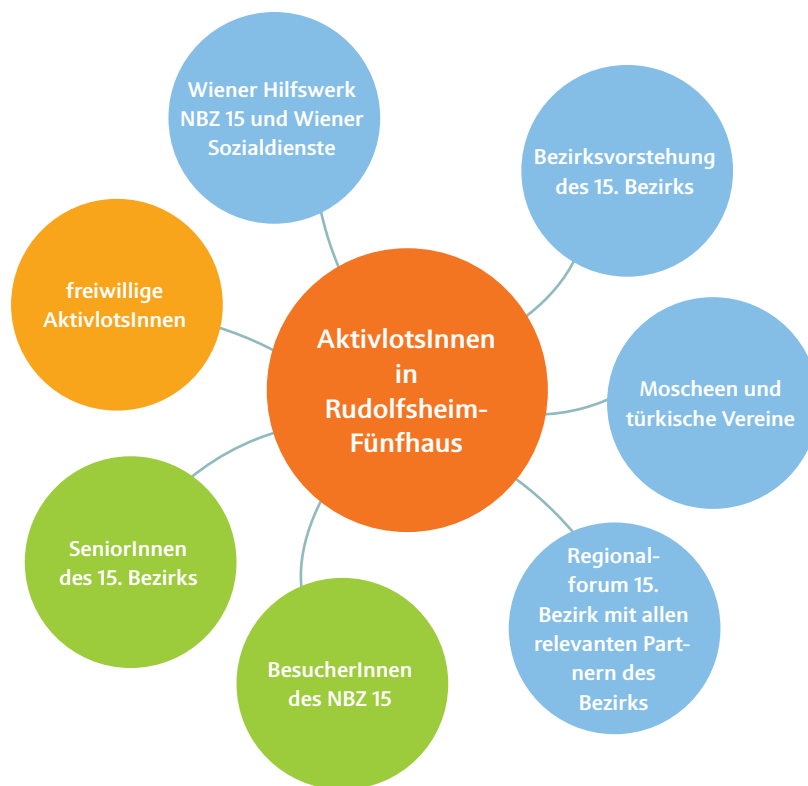 Wiener Hilfswerk
NBZ 15 und Wiener
Sozialdienste
Bezirksvorstehung
des 15. Bezirks
freiwillige
AktivlotsInnen
AktivlotsInnen
in
Rudolfsheim-
Fünfhaus
Moscheen und
türkische Vereine
SeniorInnen
des 15. Bezirks
Regional-
forum 15.
Bezirk mit allen
relevanten Part-
nern des
Bezirks
BesucherInnen
des NBZ 15